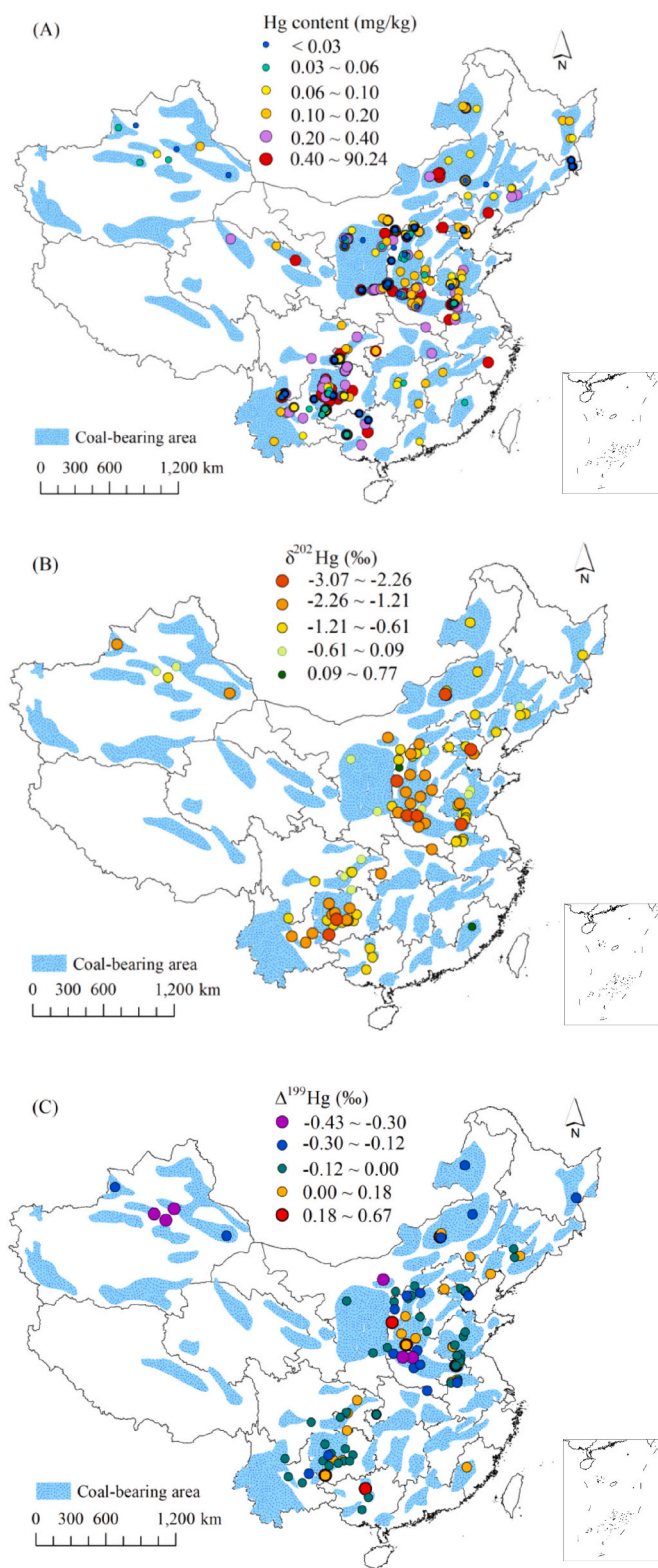 (A)
Hg content (mg/kg)
< 0.03
0.03 ~ 0.06
0.06 ~ 0.10
0.10 ~ 0.20
0.20 ~ 0.40
0.40 ~ 90.24
N
Coal-bearing area
0 300 600 1,200 km
(B)
δ²⁰²Hg (‰)
-3.07 ~ -2.26
-2.26 ~ -1.21
-1.21 ~ -0.61
-0.61 ~ 0.09
0.09 ~ 0.77
N
Coal-bearing area
0 300 600 1,200 km
(C)
Δ¹⁹⁹Hg (‰)
-0.43 ~ -0.30
-0.30 ~ -0.12
-0.12 ~ 0.00
0.00 ~ 0.18
0.18 ~ 0.67
N
Coal-bearing area
0 300 600 1,200 km